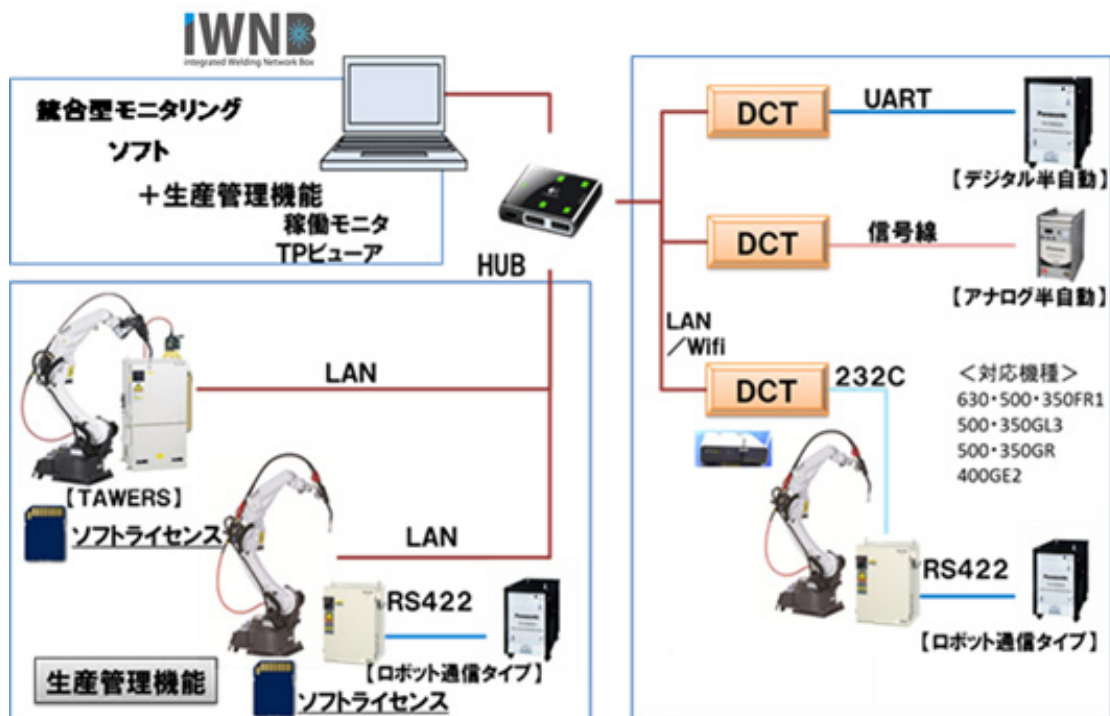 iWNB
integrated Welding Network Box
統合型モニタリング
ソフト
＋生産管理機能
稼働モニタ
TPビューア
HUB
LAN
【TAWERS】
ソフトライセンス
LAN
RS422
【ロボット通信タイプ】
生産管理機能
ソフトライセンス
DCT
UART
Panasonic
【デジタル半自動】
DCT
信号線
【アナログ半自動】
LAN
／Wifi
DCT
232C
＜対応機種＞
630・500・350FR1
500・350GL3
500・350GR
400GE2
RS422
Panasonic
【ロボット通信タイプ】